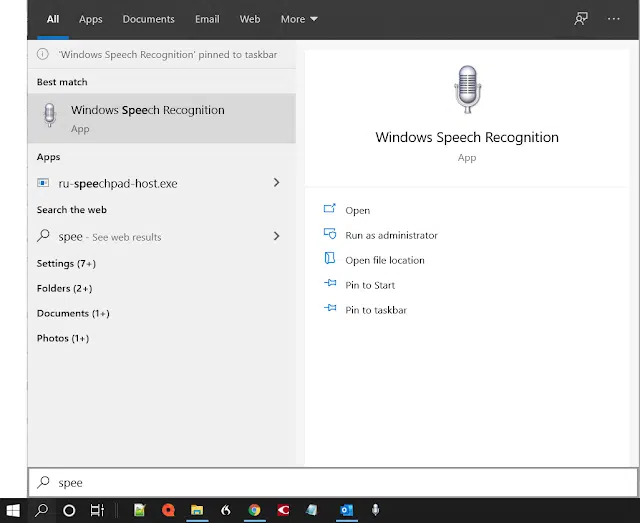 All Apps Documents Email Web More
'Windows Speech Recognition' pinned to taskbar
Best match
Windows Speech Recognition
App
Apps
ru-speechpad-host.exe
Search the web
spee - See web results
Settings (7+)
Folders (2+)
Documents (1+)
Photos (1+)
Windows Speech Recognition
App
Open
Run as administrator
Open file location
Pin to Start
Pin to taskbar
spee